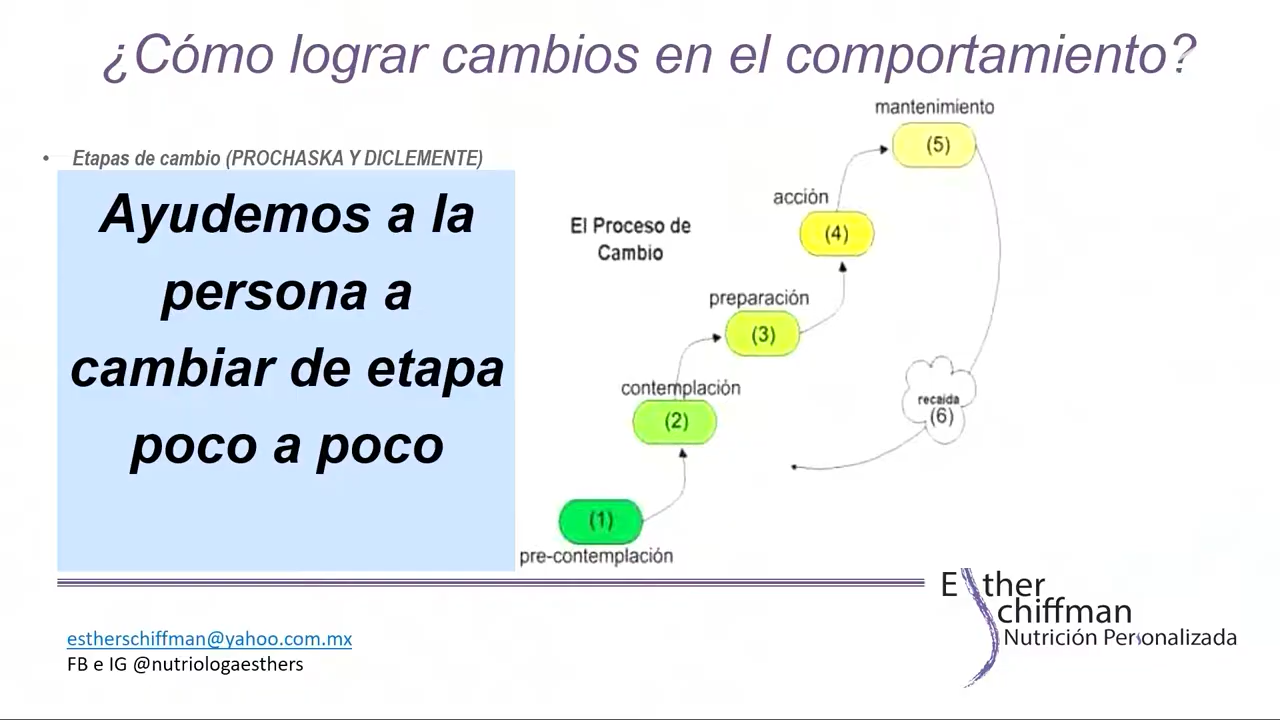 ¿Cómo lograr cambios en el comportamiento?
• Etapas de cambio (PROCHASKA Y DICLEMENTE)
Ayudemos a la
persona a
cambiar de etapa
poco a poco
El Proceso de
Cambio
mantenimiento
(5)
acción
(4)
preparación
(3)
contemplación
(2)
(1)
pre-contemplación
recaída
(6)
estherschiffman@yahoo.com.mx
FB e IG @nutriologaesthers
Esther
Schiffman
Nutrición Personalizada